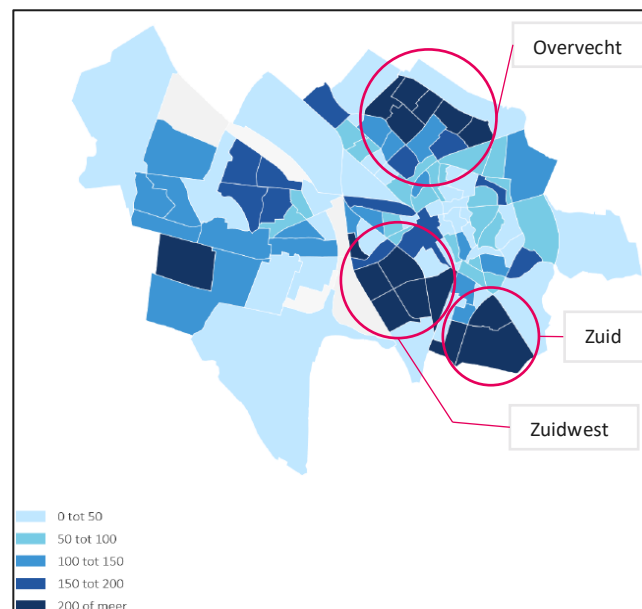 Overvecht
Zuid
Zuidwest
0 tot 50
50 tot 100
100 tot 150
150 tot 200
200 of meer